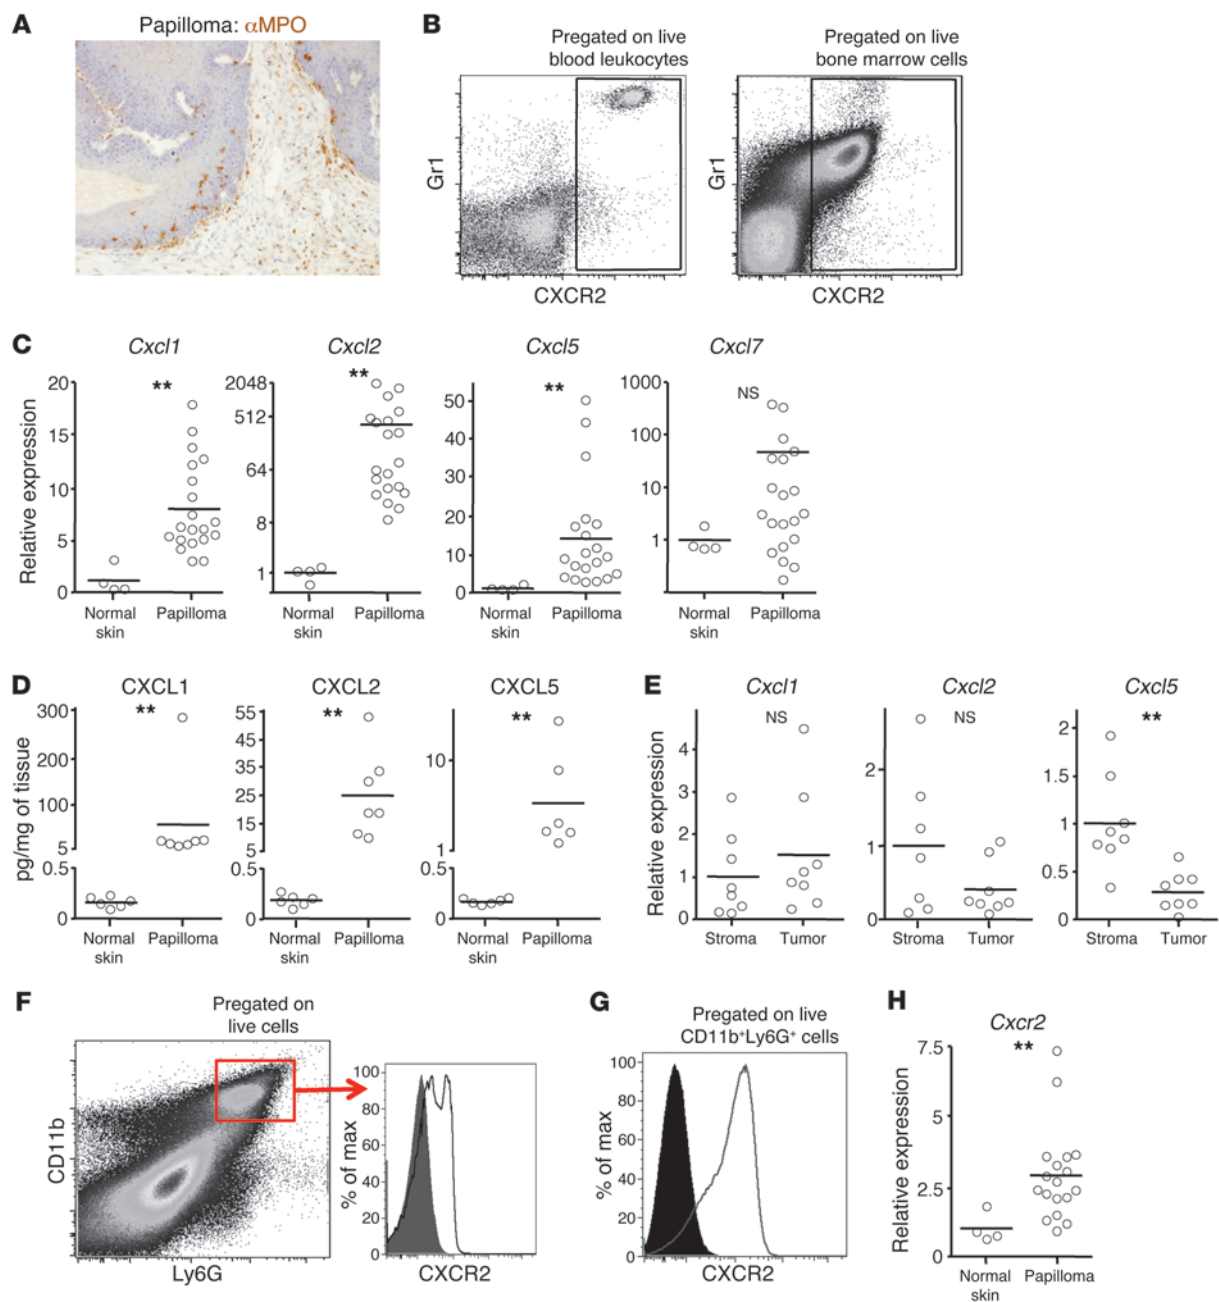 A
Papilloma: αMPO
B
Pregated on live
blood leukocytes
Pregated on live
bone marrow cells
Gr1
CXCR2
Gr1
CXCR2
C
Cxcl1
Cxcl2
Cxcl5
Cxcl7
Relative expression
20
15
10
5
0
**
Normal
skin
Papilloma
2048
512
64
8
1
**
Normal
skin
Papilloma
50
40
30
20
10
0
**
Normal
skin
Papilloma
1000
100
10
1
NS
Normal
skin
Papilloma
D
CXCL1
CXCL2
CXCL5
pg/mg of tissue
300
200
100
5
0.5
0
**
Normal
skin
Papilloma
55
45
35
25
15
5
0.5
0
**
Normal
skin
Papilloma
10
1
0.5
0
**
Normal
skin
Papilloma
E
Cxcl1
Cxcl2
Cxcl5
Relative expression
4
3
2
1
0
NS
Stroma
Tumor
2
1
0
NS
Stroma
Tumor
2
1.5
1
0.5
0
**
Stroma
Tumor
F
Pregated on
live cells
CD11b
Ly6G
% of max
100
80
60
40
20
0
CXCR2
G
Pregated on live
CD11b⁺Ly6G⁺ cells
% of max
100
80
60
40
20
0
CXCR2
H
Cxcr2
**
Relative expression
7.5
5
2.5
0
Normal
skin
Papilloma